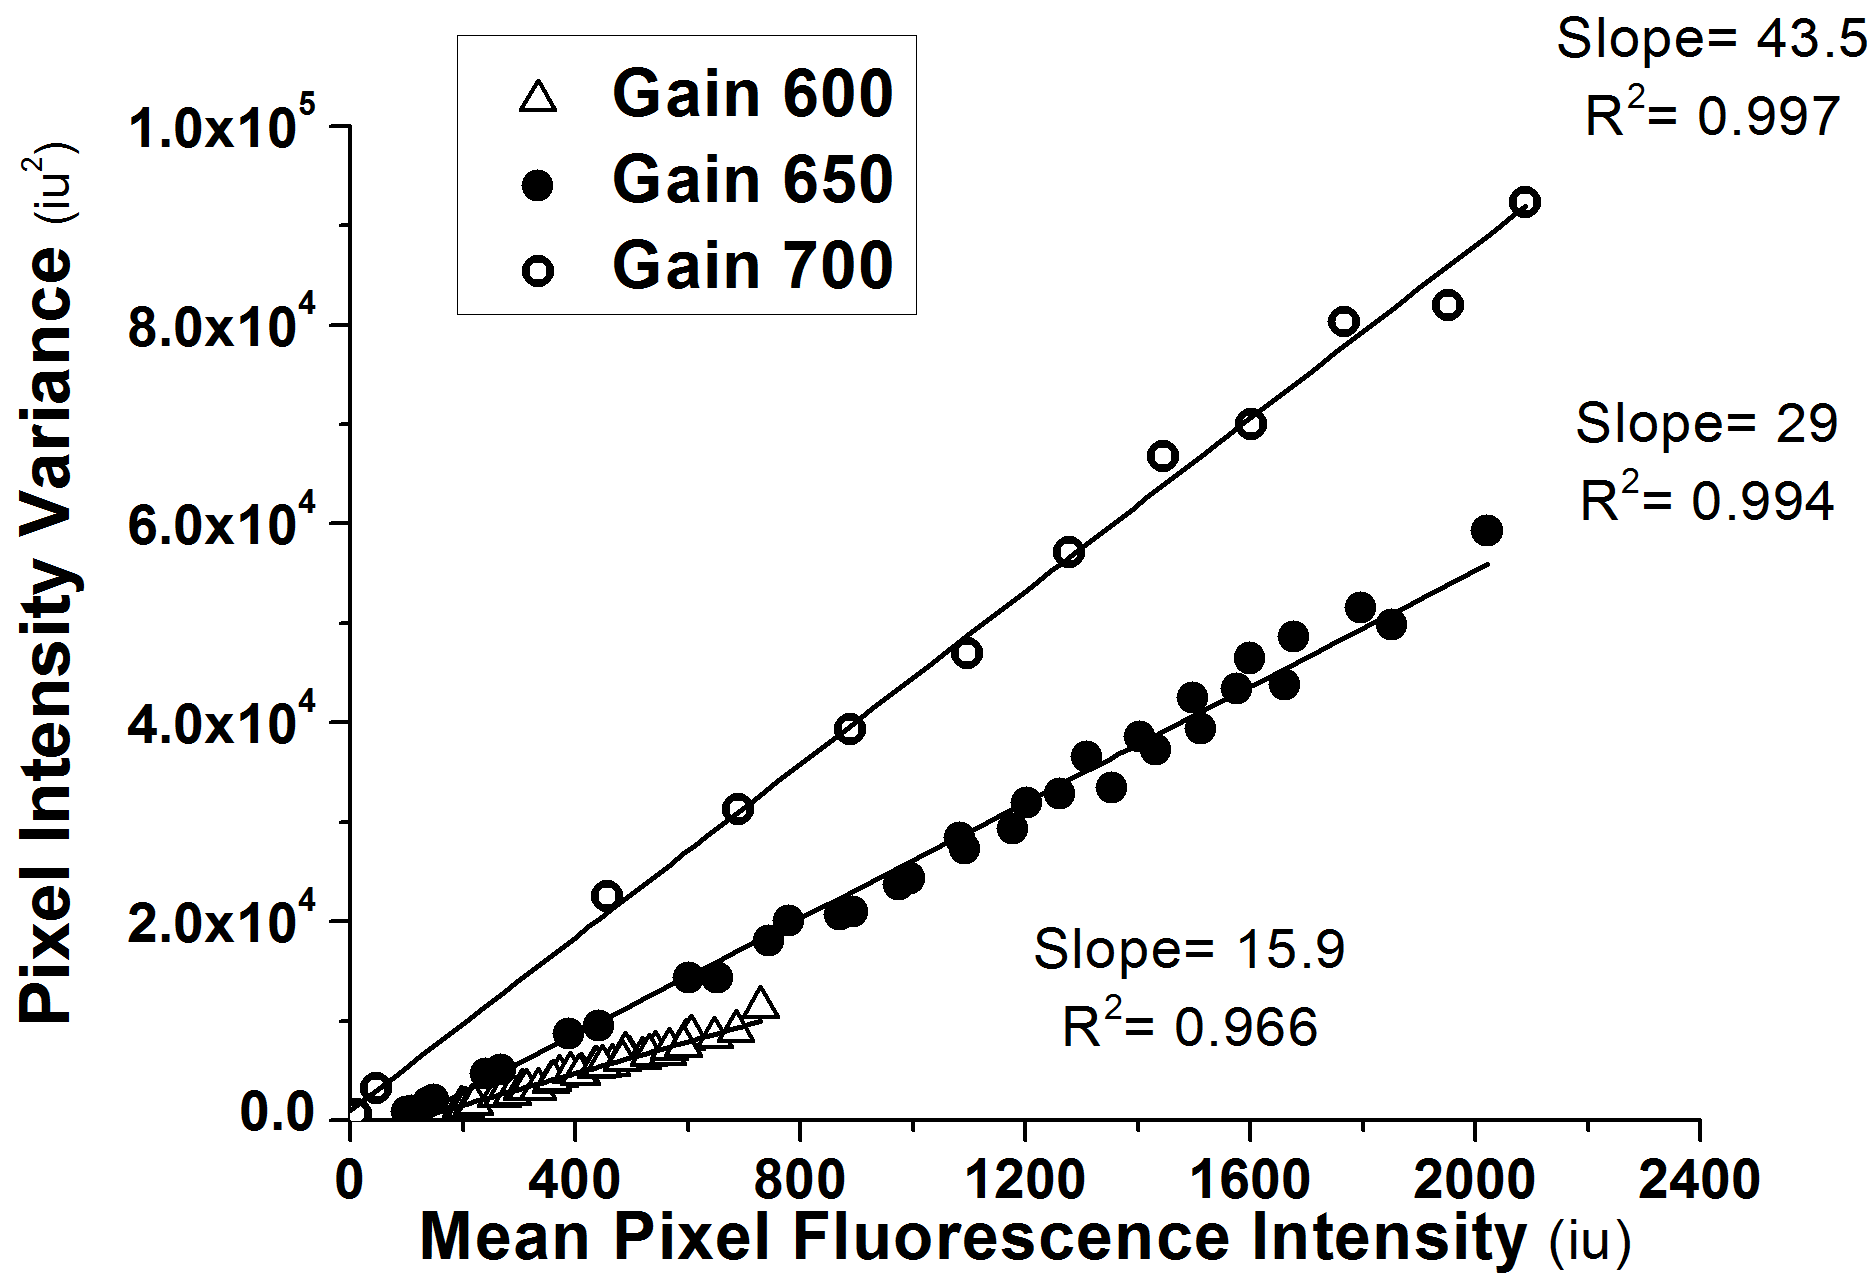 Slope= 43.5
R²= 0.997
Gain 600
Gain 650
Gain 700
Pixel Intensity Variance (iu²)
1.0x10⁵
8.0x10⁴
6.0x10⁴
4.0x10⁴
2.0x10⁴
0.0
Slope= 29
R²= 0.994
Slope= 15.9
R²= 0.966
0 400 800 1200 1600 2000 2400
Mean Pixel Fluorescence Intensity (iu)